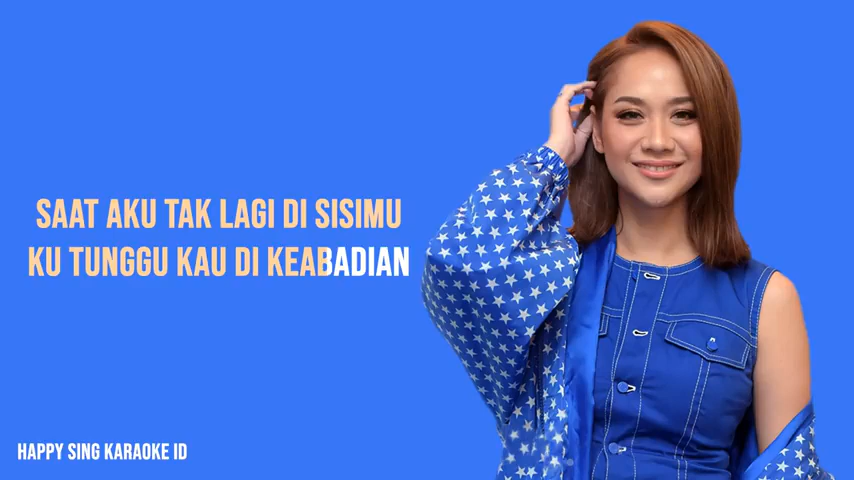 SAAT AKU TAK LAGI DI SISIMU
KU TUNGGU KAU DI KEABADIAN
HAPPY SING KARAOKE ID